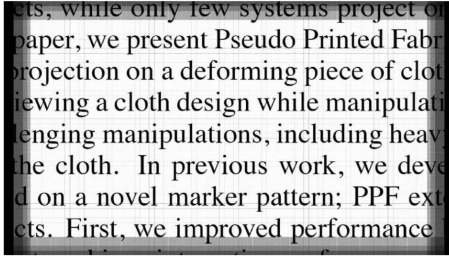 cts, while only few systems project o
paper, we present Pseudo Printed Fabr
rojection on a deforming piece of clot
iewing a cloth design while manipulati
lenging manipulations, including heav
the cloth. In previous work, we deve
d on a novel marker pattern; PPF ext
cts. First, we improved performance